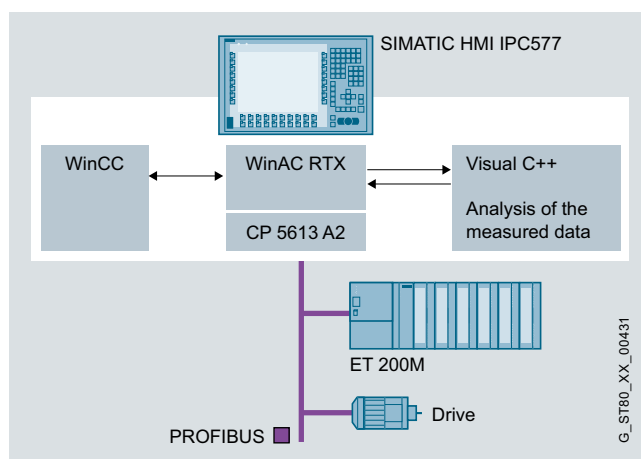 SIMATIC HMI IPC577
WinCC
WinAC RTX
Visual C++
Analysis of the
measured data
CP 5613 A2
ET 200M
Drive
PROFIBUS
G_ST80_XX_00431